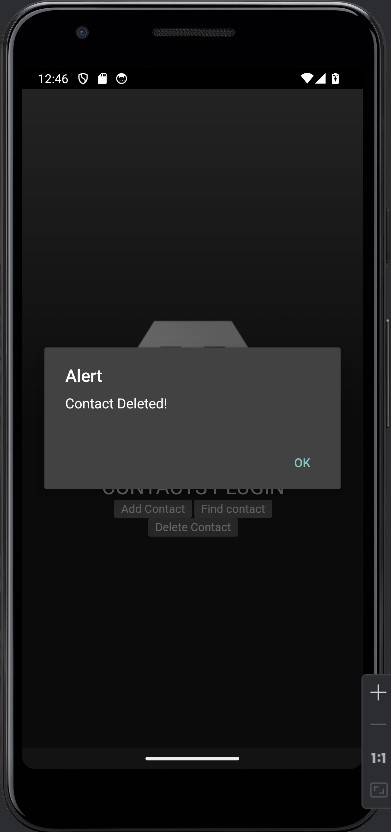 12:46
Alert
Contact Deleted!
OK
CONTACTS PLUGIN
Add Contact Find contact
Delete Contact
1:1